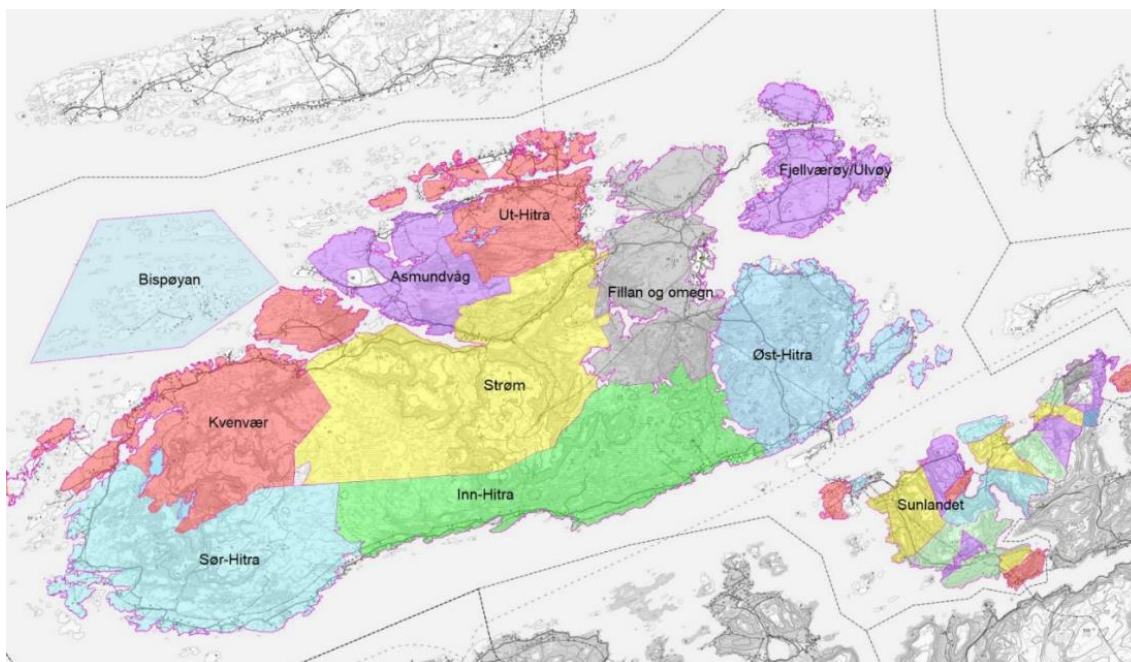 Fjellværøy/Ulvøy
Ut-Hitra
Asmundvåg
Bispøyan
Fillan og omegn
Øst-Hitra
Strøm
Kvenvær
Inn-Hitra
Sunlandet
Sør-Hitra